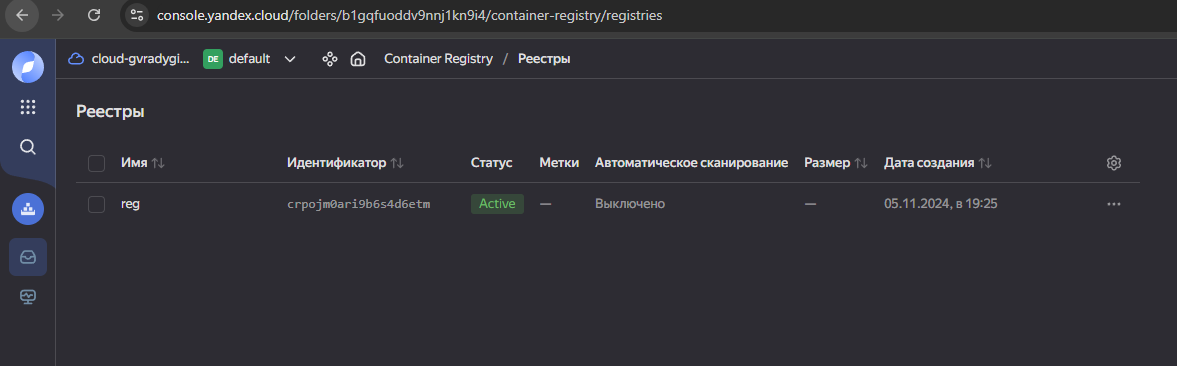 console.yandex.cloud/folders/b1gqfuoddv9nnj1kn9i4/container-registry/registries
cloud-gvradygi... DE default Container Registry / Реестры
Реестры
Имя Идентификатор Статус Метки Автоматическое сканирование Размер Дата создания
reg crpojm0ari9b6s4d6etm Active — Выключено — 05.11.2024, в 19:25